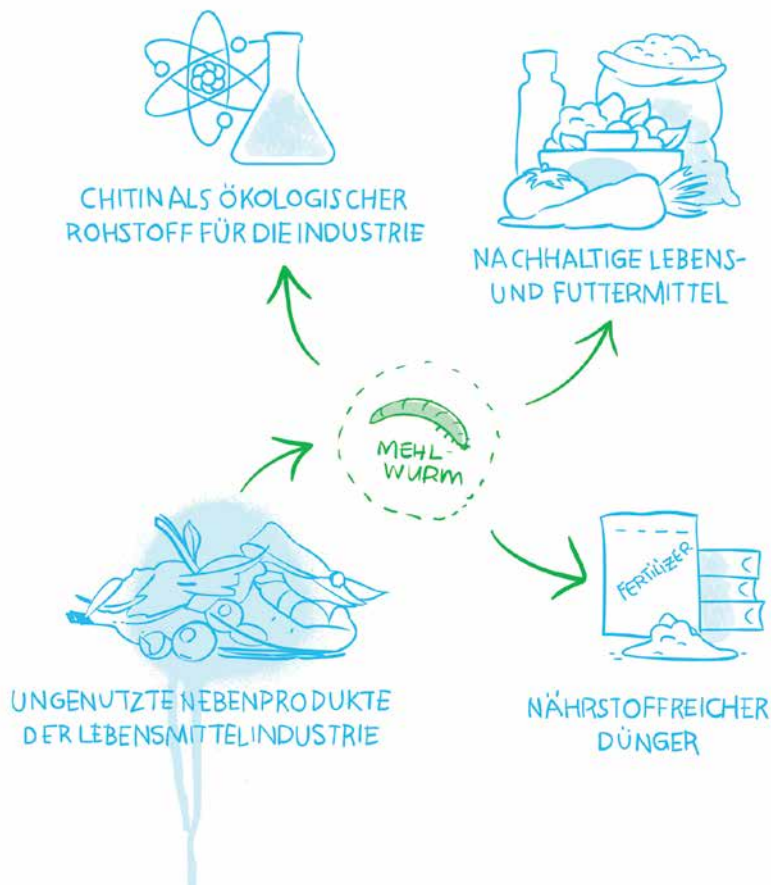 CHITIN ALS ÖKOLOGISCHER
ROHSTOFF FÜR DIE INDUSTRIE
NACHHALTIGE LEBENS-
UND FUTTERMITTEL
MEHL-
WURM
FERTILIZER
UNGENUTZTE NEBENPRODUKTE
DER LEBENSMITTELINDUSTRIE
NÄHRSTOFFREICHER
DÜNGER